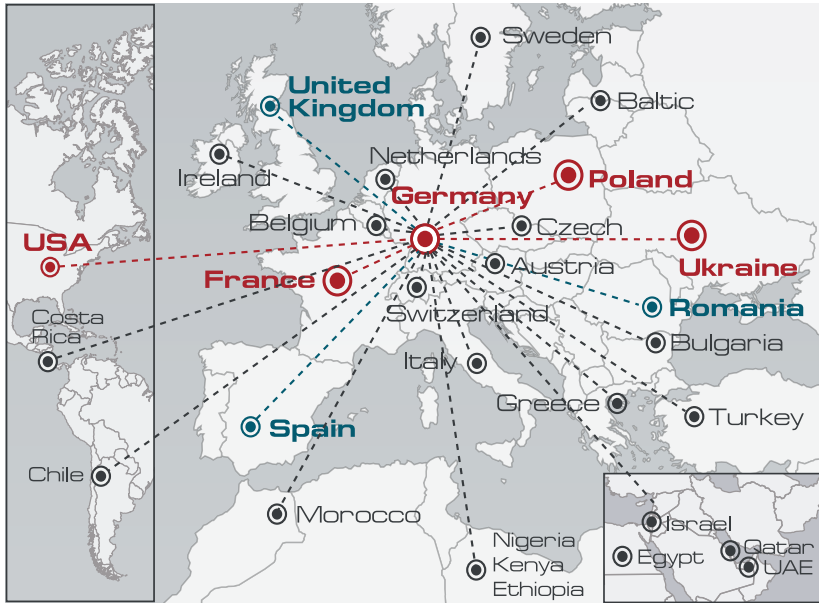 Sweden
United
Kingdom
Baltic
Ireland
Netherlands
Germany
Poland
Belgium
Czech
USA
Ukraine
France
Austria
Switzerland
Romania
Costa
Rica
Bulgaria
Italy
Greece
Turkey
Spain
Chile
Morocco
Israel
Nigeria
Kenya
Ethiopia
Egypt
Qatar
UAE